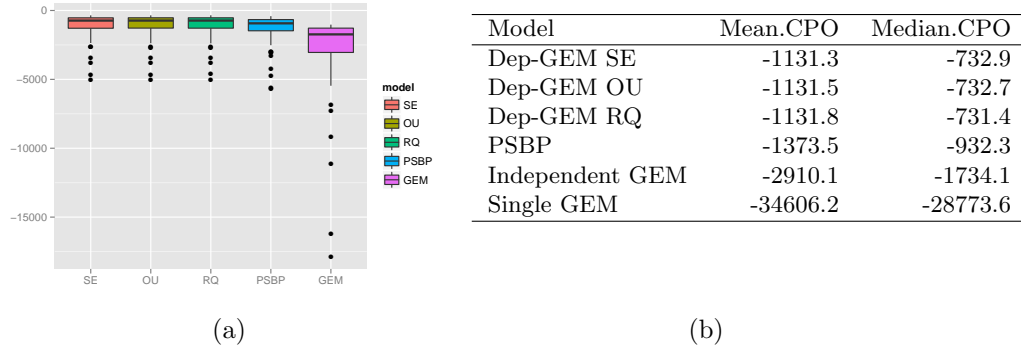 0
−5000
−10000
−15000
SE
OU
RQ
PSBP
GEM
model
SE
OU
RQ
PSBP
GEM
(a)
Model Mean.CPO Median.CPO
Dep-GEM SE -1131.3 -732.9
Dep-GEM OU -1131.5 -732.7
Dep-GEM RQ -1131.8 -731.4
PSBP -1373.5 -932.3
Independent GEM -2910.1 -1734.1
Single GEM -34606.2 -28773.6
(b)